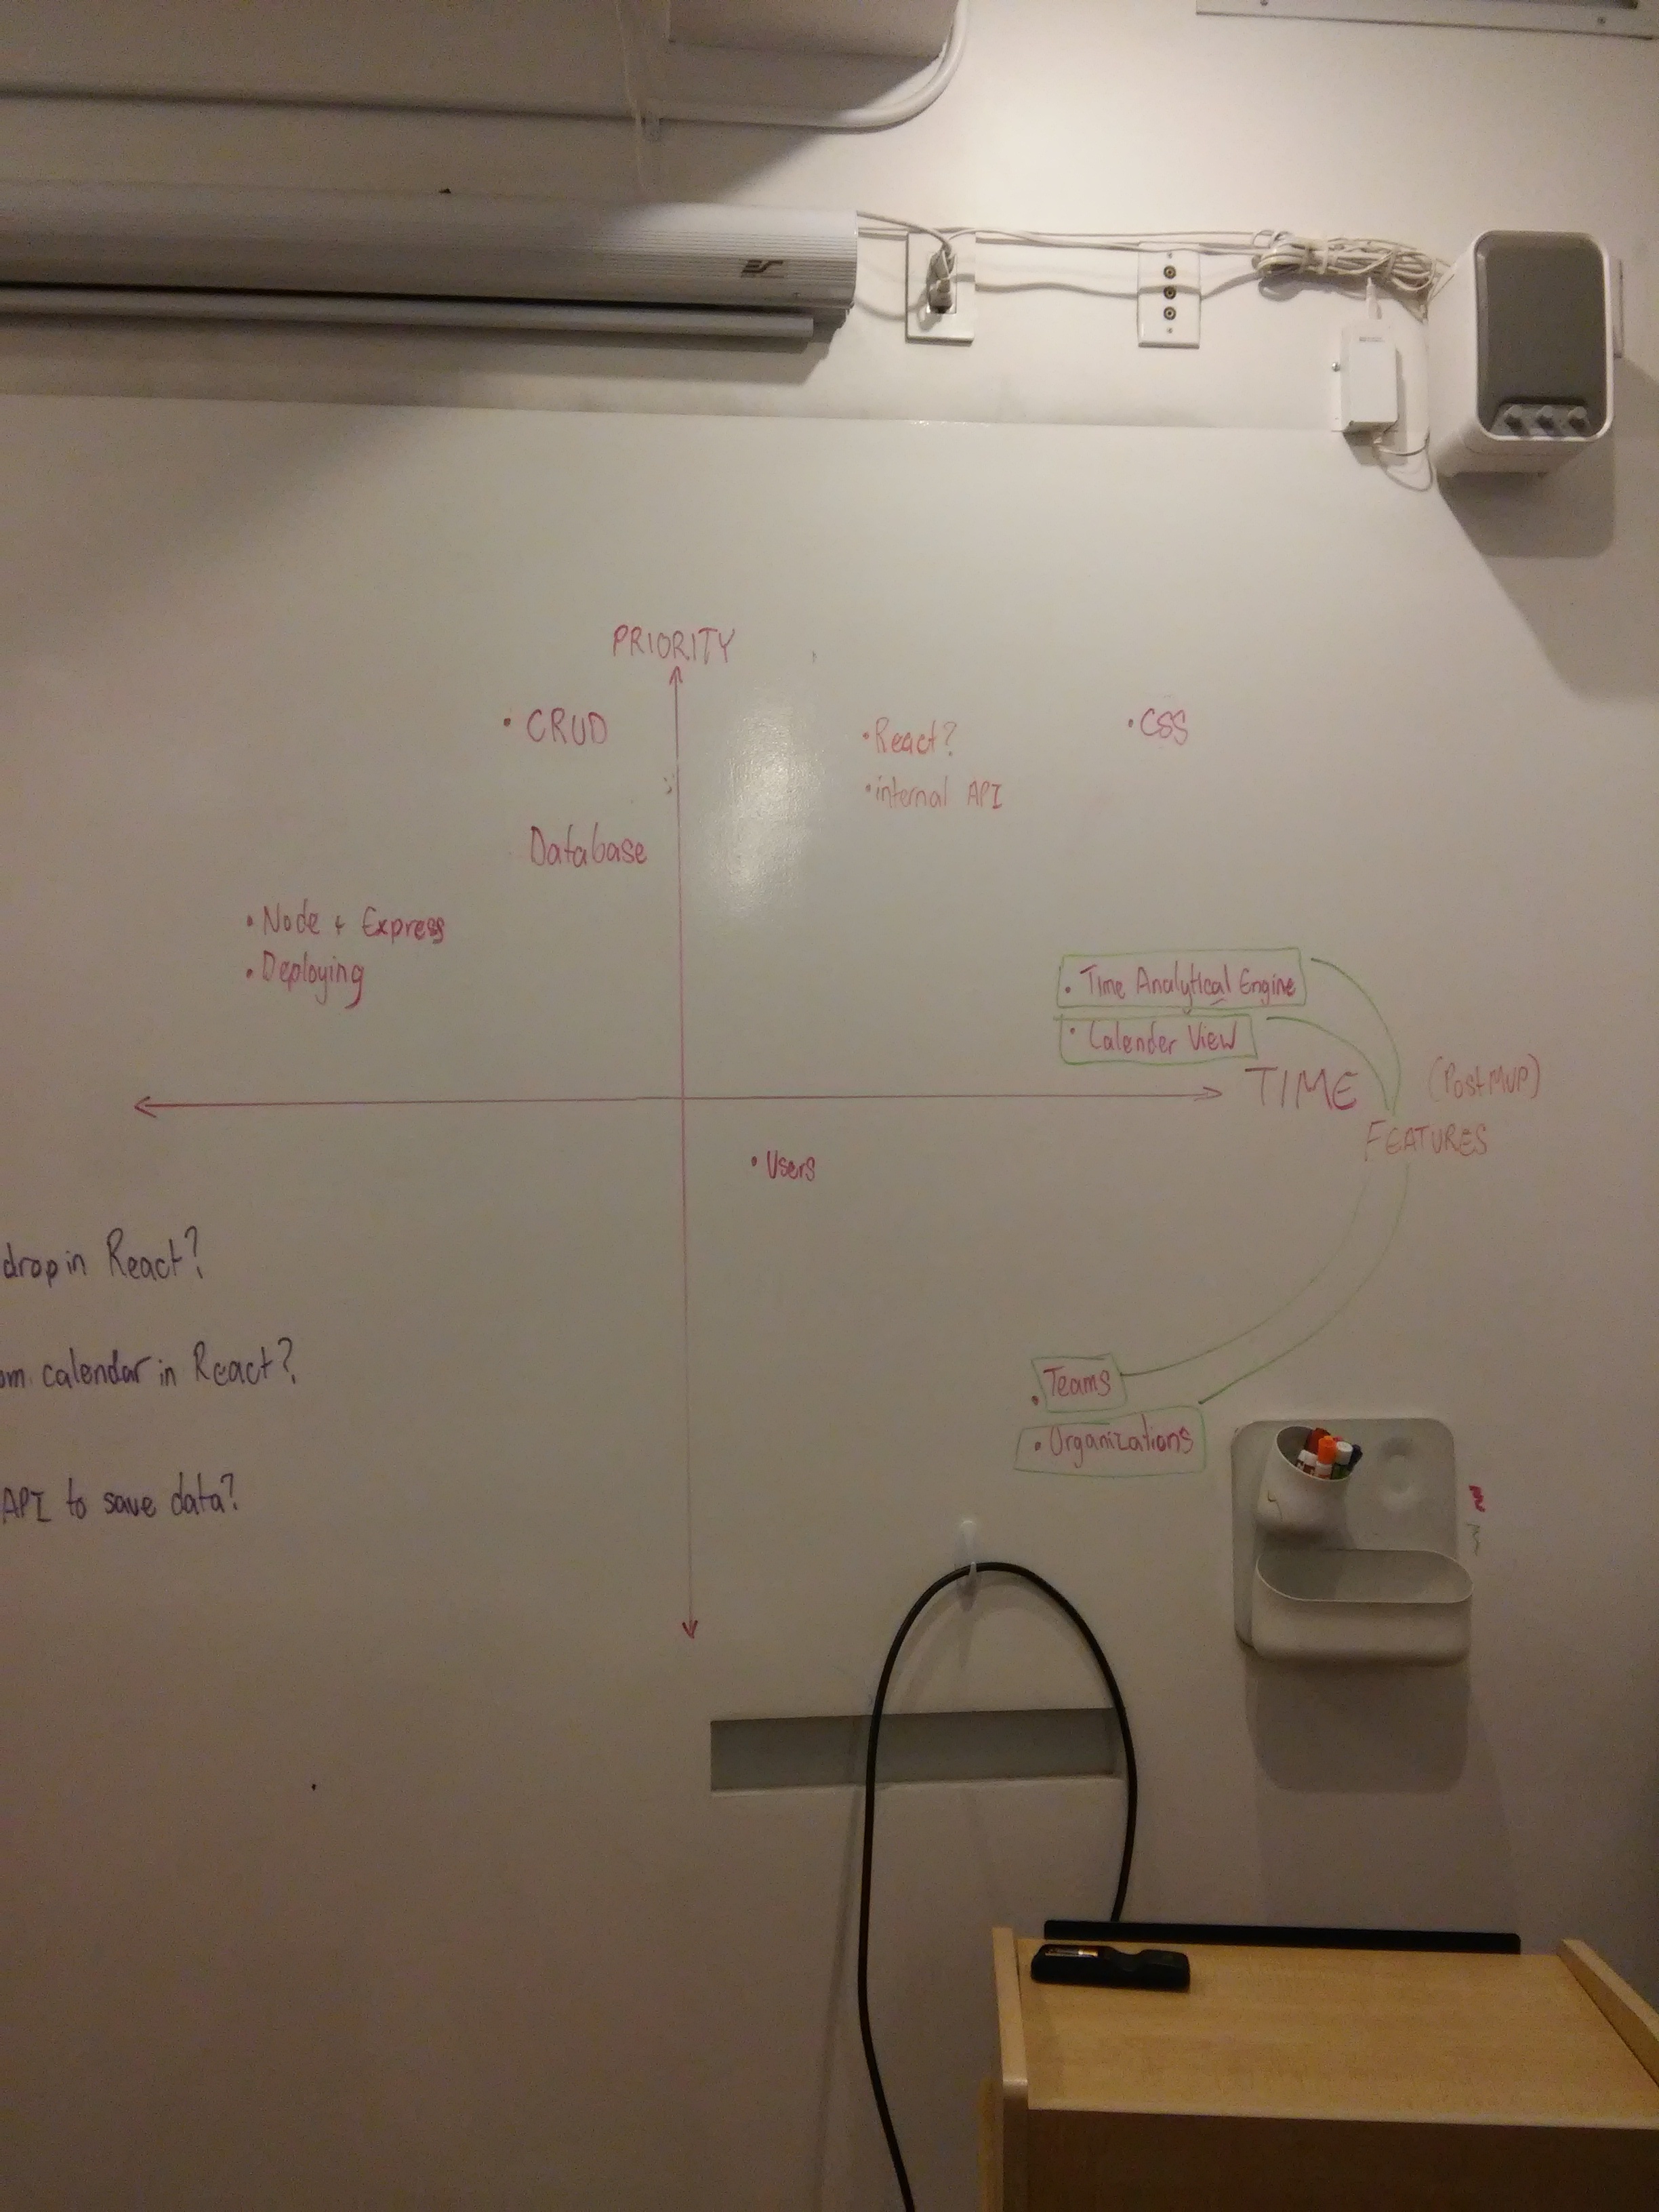 PRIORITY
• CRUD
• React?
• CSS
• internal API
Database
• Node + Express
• Deploying
• Time Analytical Engine
• Calender View
TIME
(Post MVP)
FEATURES
• Users
drop in React?
om calendar in React?
API to save data?
• Teams
• Organizations